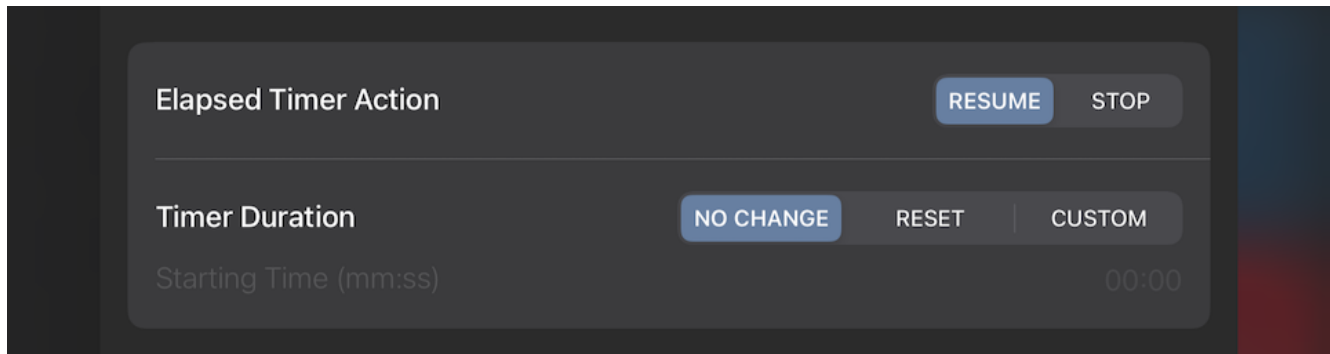 Elapsed Timer Action RESUME STOP
Timer Duration NO CHANGE RESET CUSTOM
Starting Time (mm:ss) 00:00